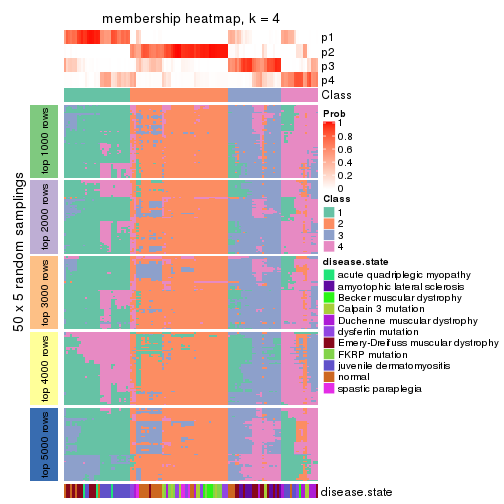 membership heatmap, k = 4
p1
p2
p3
p4
Class
50 x 5 random samplings
top 1000 rows
top 2000 rows
top 3000 rows
top 4000 rows
top 5000 rows
disease.state
Prob
1
0.8
0.6
0.4
0.2
0
Class
1
2
3
4
disease.state
acute quadriplegic myopathy
amyotophic lateral sclerosis
Becker muscular dystrophy
Calpain 3 mutation
Duchenne muscular dystrophy
dysferlin mutation
Emery-Dreifuss muscular dystrophy
FKRP mutation
juvenile dermatomyositis
normal
spastic paraplegia